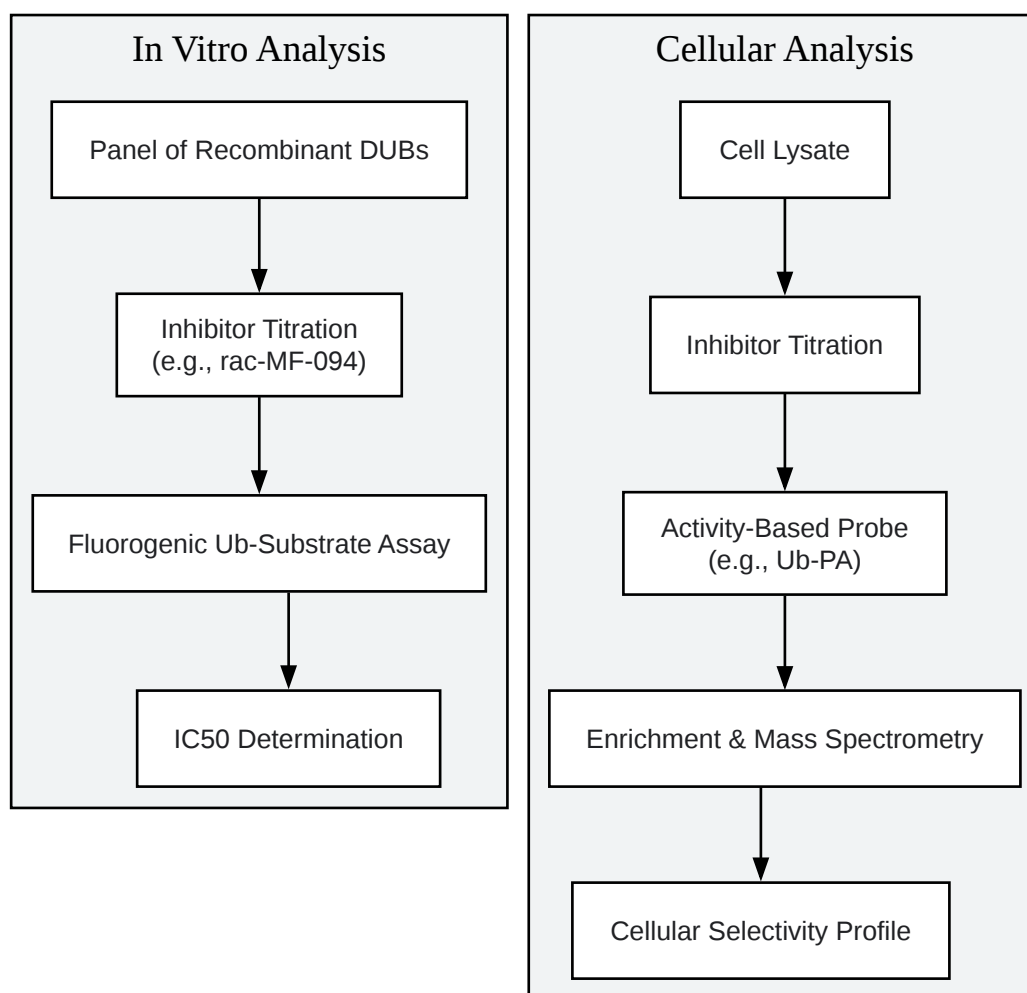 In Vitro Analysis
Panel of Recombinant DUBs
Inhibitor Titration
(e.g., rac-MF-094)
Fluorogenic Ub-Substrate Assay
IC50 Determination
Cellular Analysis
Cell Lysate
Inhibitor Titration
Activity-Based Probe
(e.g., Ub-PA)
Enrichment & Mass Spectrometry
Cellular Selectivity Profile